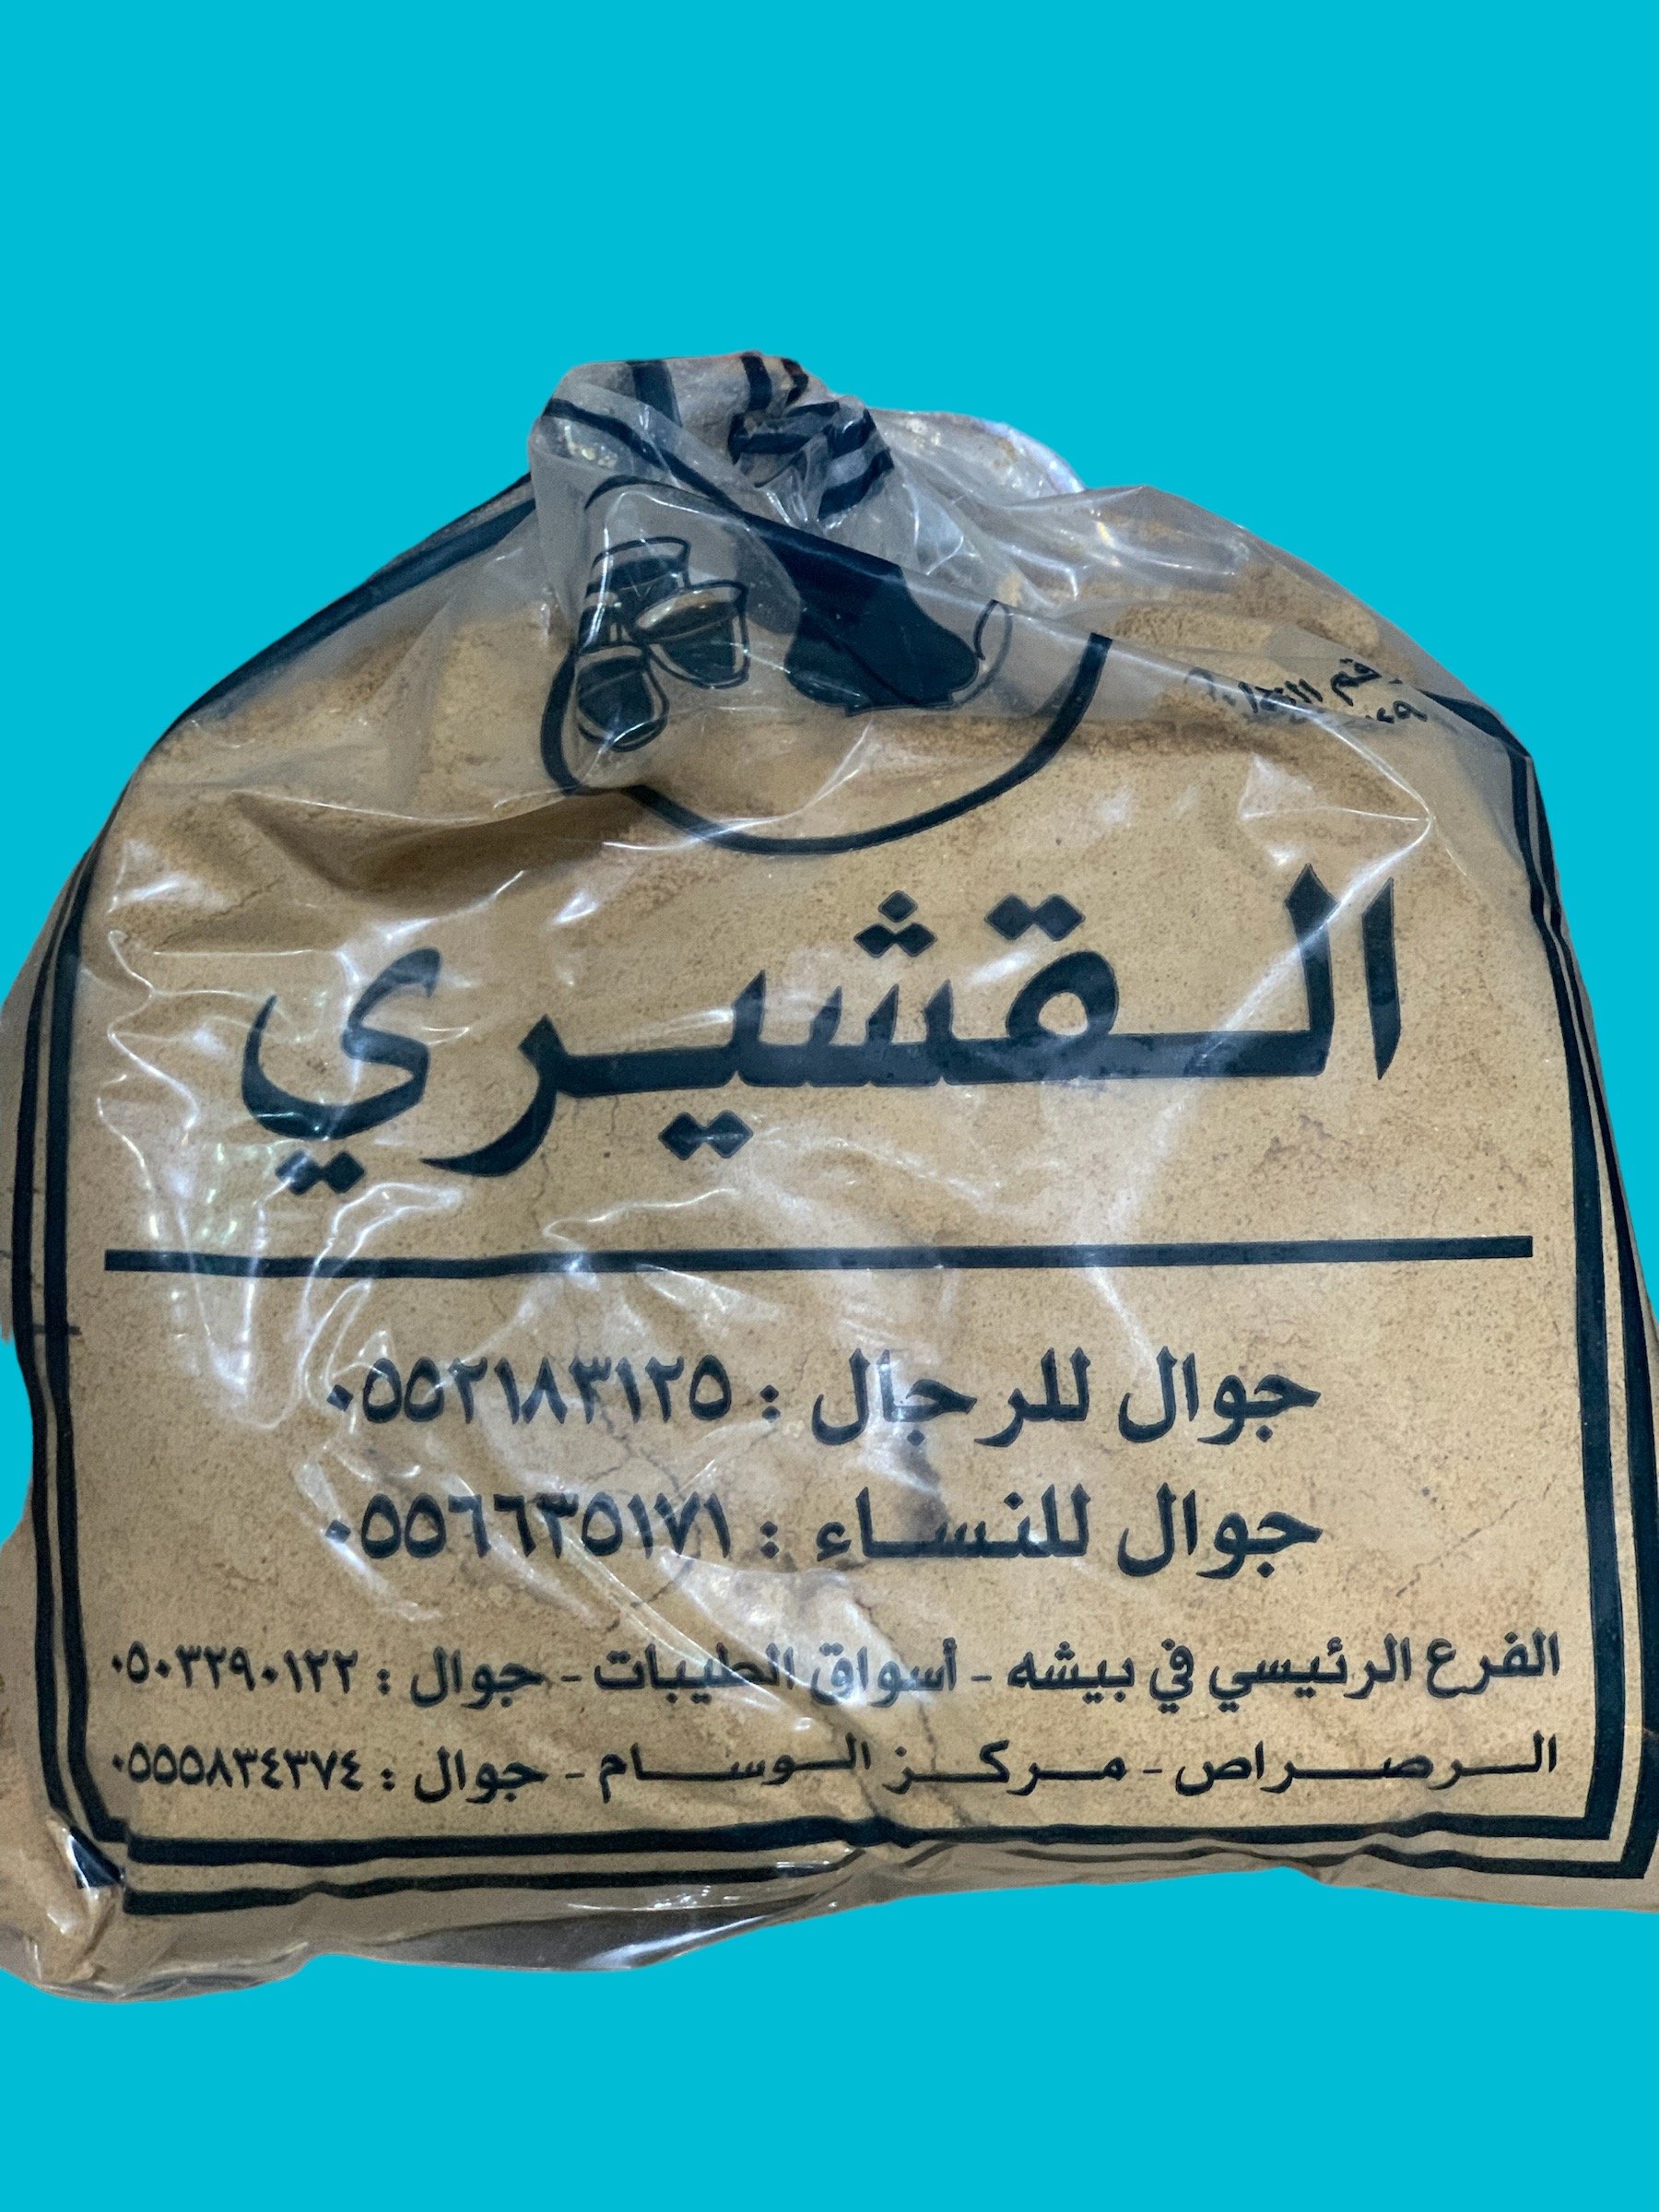 القشيري
جوال للرجال : ٠٥٥٢١٨٣١٢٥
جوال للنساء : ٠٥٥٦٦٣٥١٧١
الفرع الرئيسي في بيشه - أسواق الطيبات - جوال : ٠٥٠٣٢٩٠١٢٢
الرصراص - مركز الوسام - جوال : ٠٥٥٥٨٣٤٣٧٤